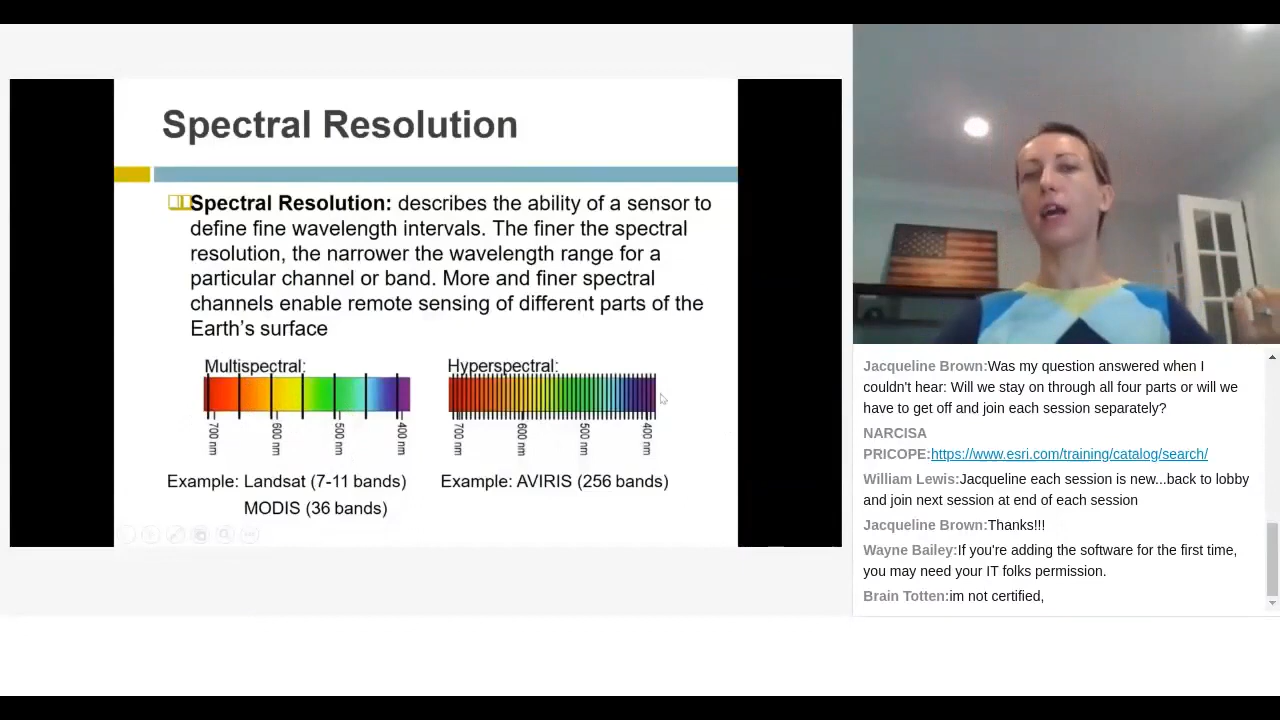 Spectral Resolution
Spectral Resolution: describes the ability of a sensor to
define fine wavelength intervals. The finer the spectral
resolution, the narrower the wavelength range for a
particular channel or band. More and finer spectral
channels enable remote sensing of different parts of the
Earth's surface
Multispectral:
700 nm
600 nm
500 nm
400 nm
Example: Landsat (7-11 bands)
MODIS (36 bands)
Hyperspectral:
700 nm
600 nm
500 nm
400 nm
Example: AVIRIS (256 bands)
Jacqueline Brown:Was my question answered when I
couldn't hear: Will we stay on through all four parts or will we
have to get off and join each session separately?
NARCISA
PRICOPE:https://www.esri.com/training/catalog/search/
William Lewis:Jacqueline each session is new...back to lobby
and join next session at end of each session
Jacqueline Brown:Thanks!!!
Wayne Bailey:If you're adding the software for the first time,
you may need your IT folks permission.
Brain Totten:im not certified,